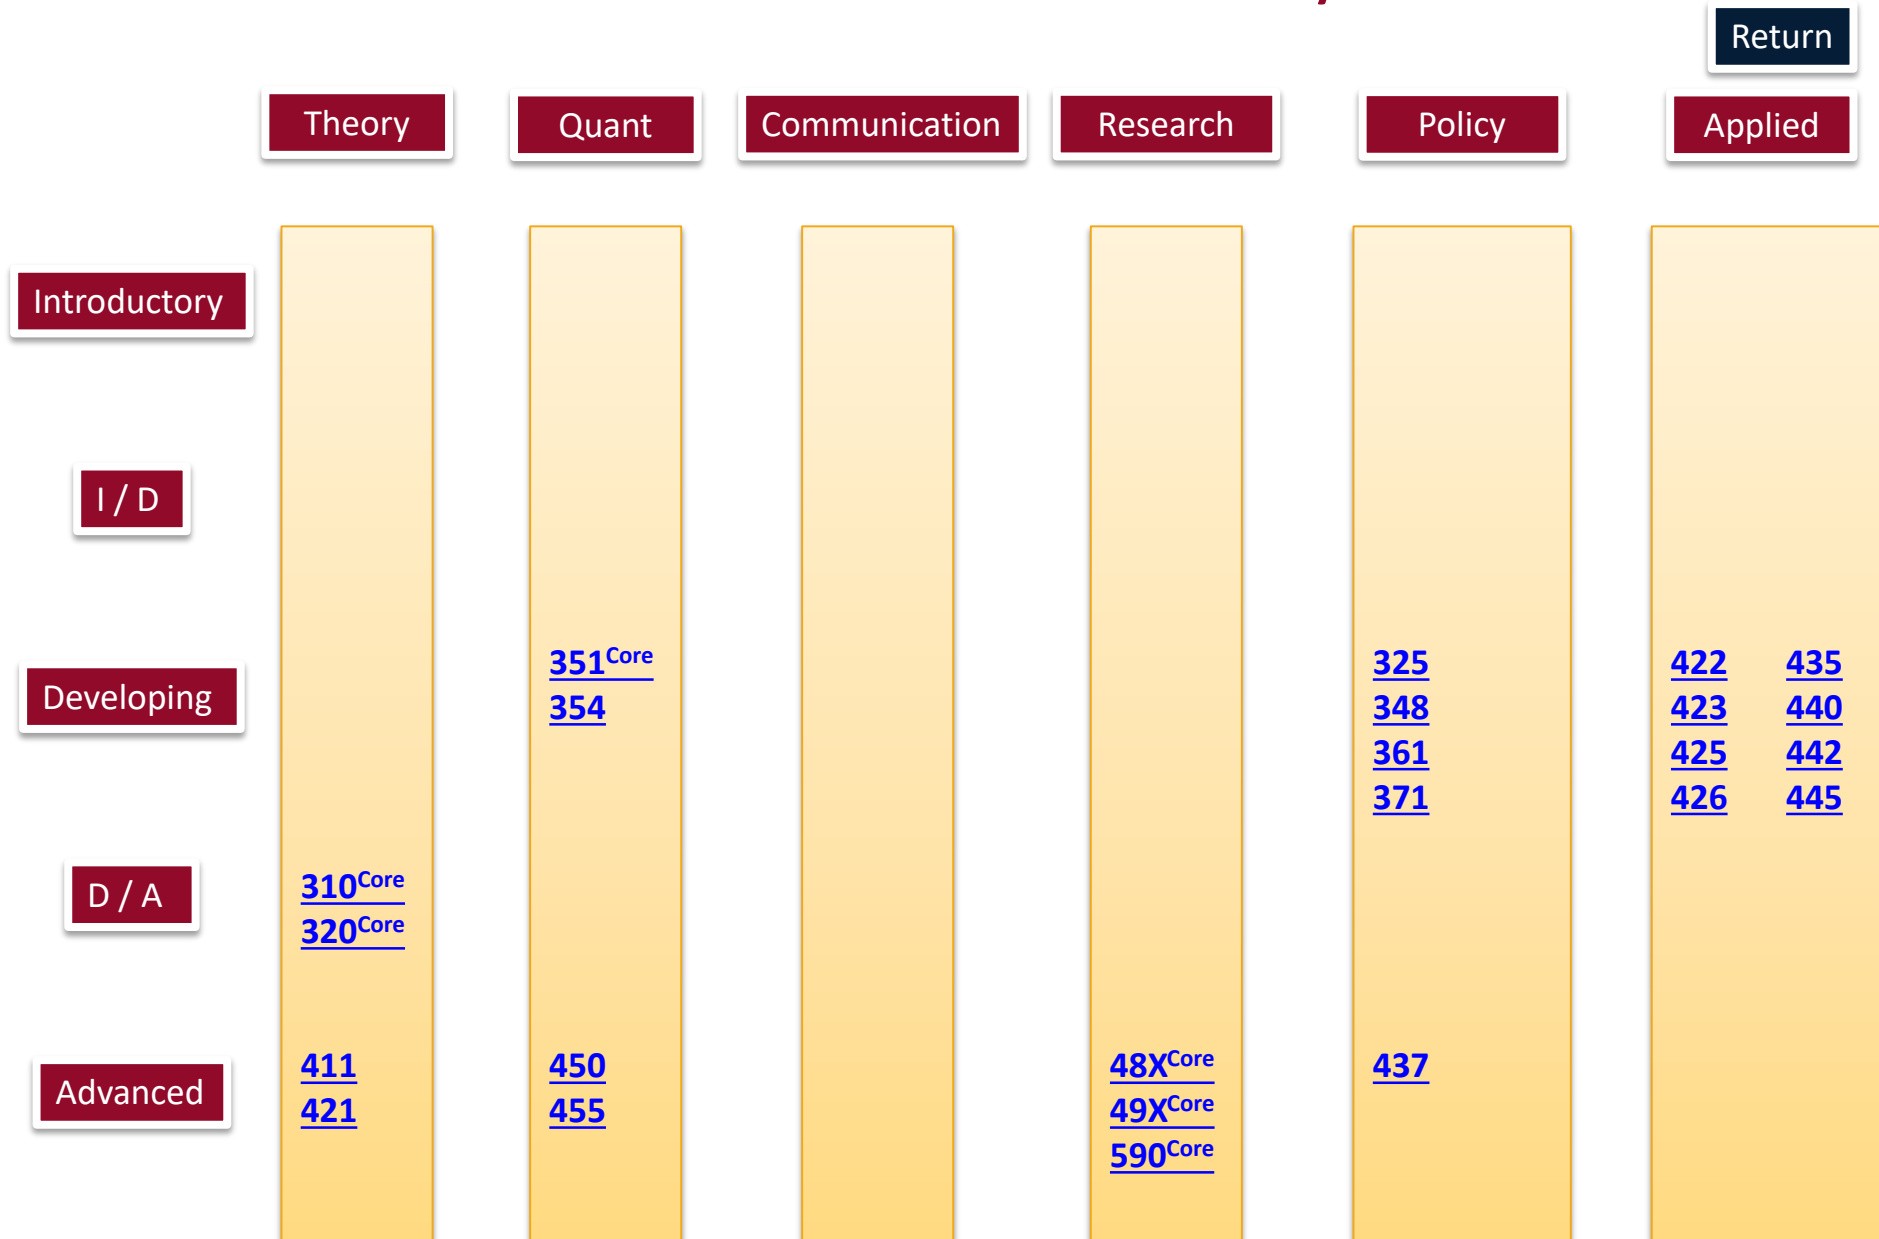 Return
Theory Quant Communication Research Policy Applied
Introductory
I / D
Developing
351Core 325 422 435
354 348 423 440
361 425 442
371 426 445
D / A
310Core
320Core
Advanced
411 450 48XCore 437
421 455 49XCore
590Core